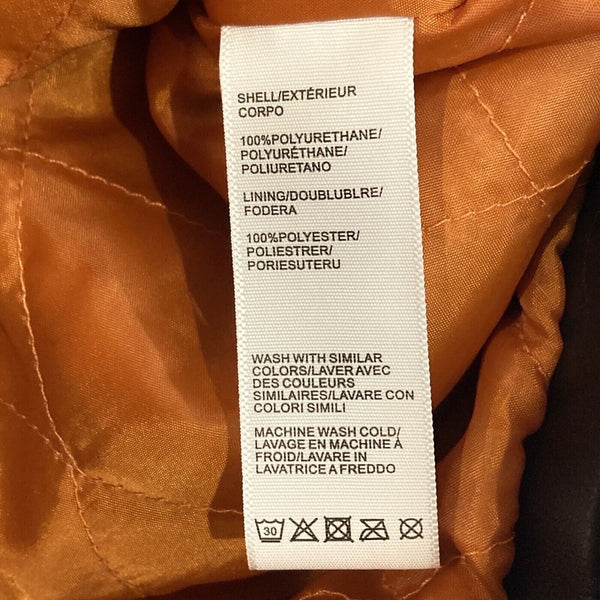 SHELL/EXTÉRIEUR
CORPO
100%POLYURETHANE/
POLYURÉTHANE/
POLIURETANO
LINING/DOUBLUBLRE/
FODERA
100%POLYESTER/
POLIESTRER/
PORIESUTERU
WASH WITH SIMILAR
COLORS/LAVER AVEC
DES COULEURS
SIMILAIRES/LAVARE CON
COLORI SIMILI
MACHINE WASH COLD/
LAVAGE EN MACHINE Á
FROID/LAVARE IN
LAVATRICE A FREDDO
30